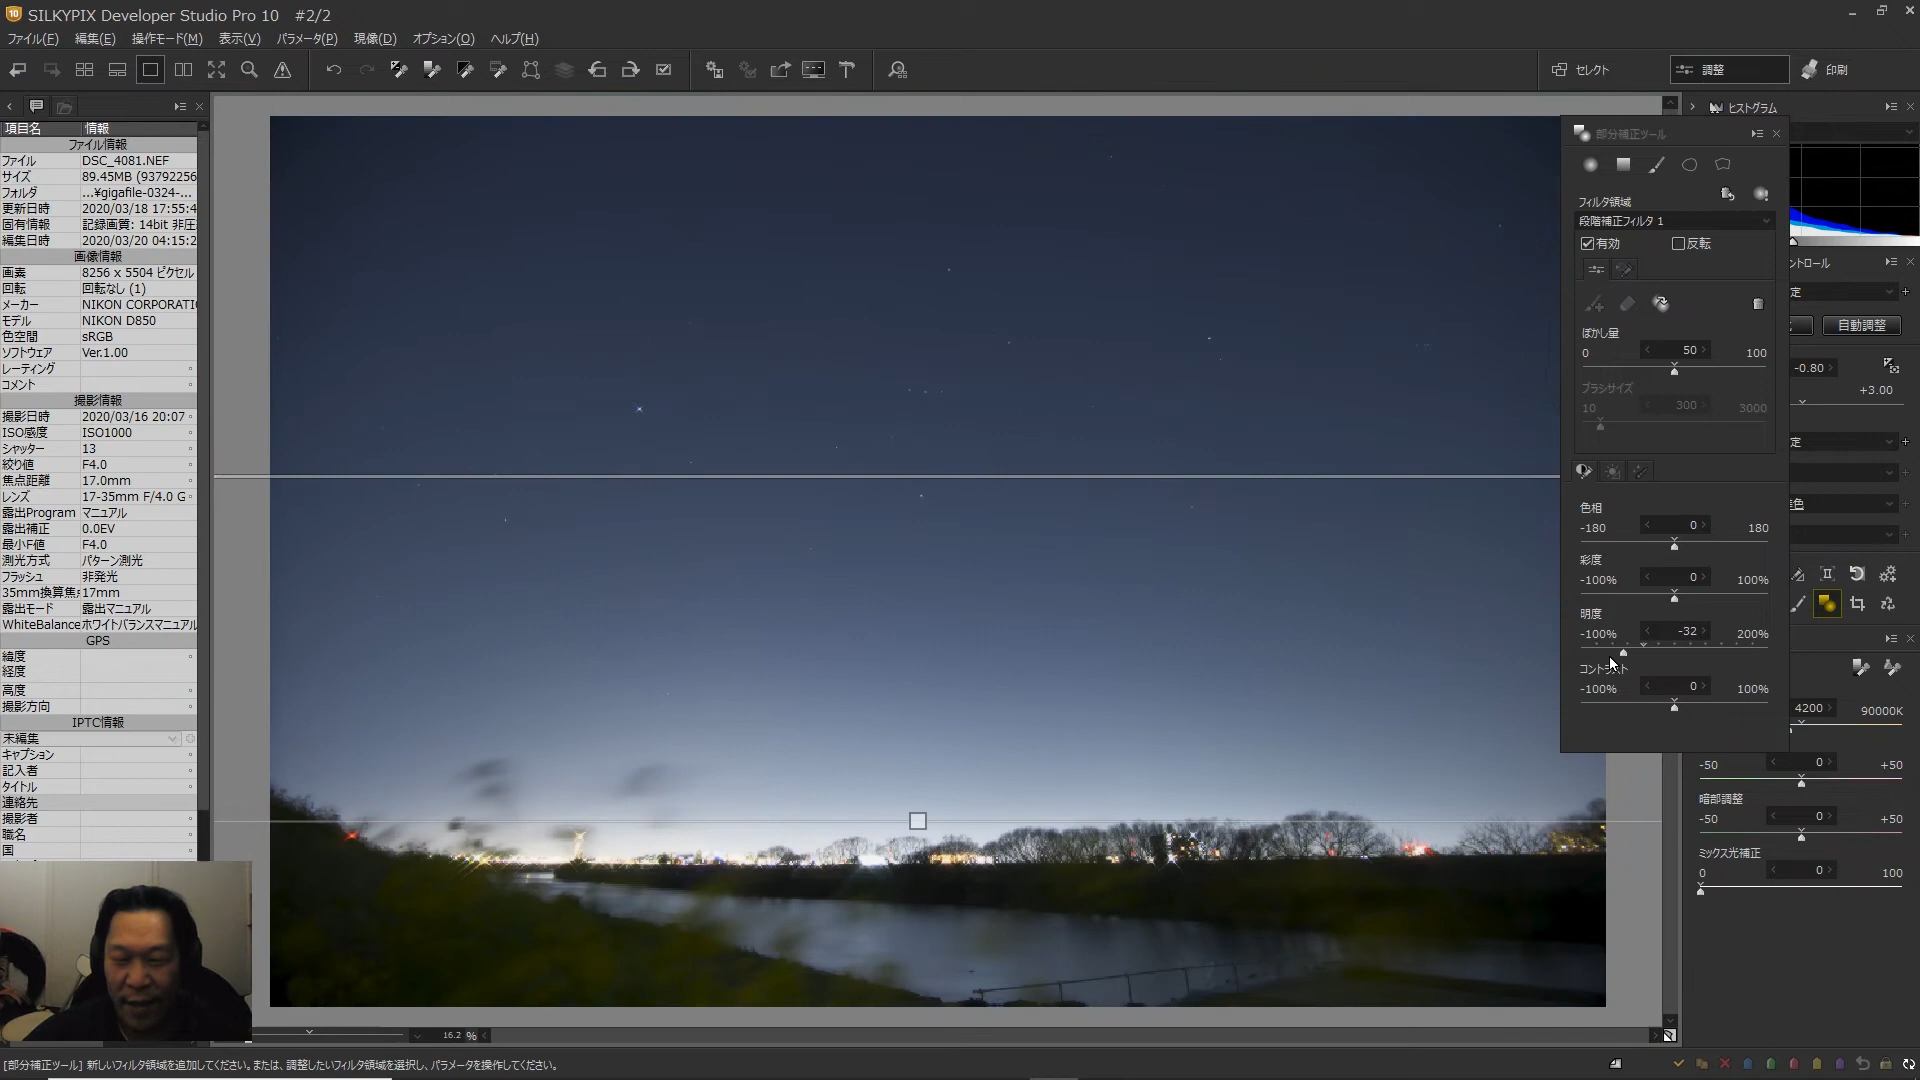 SILKYPIX Developer Studio Pro 10 #2/2
ファイル(F) 編集(E) 操作モード(M) 表示(V) パラメータ(P) 現像(D) オプション(O) ヘルプ(H)
セレクト 調整 印刷
項目名 情報
ファイル情報
ファイル DSC_4081.NEF
サイズ 89.45MB (93792256
フォルダ ...¥gigafile-0324-...
更新日時 2020/03/18 17:55:4
固有情報 記録画質: 14bit 非圧
編集日時 2020/03/20 04:15:2
画像情報
画素 8256 x 5504 ピクセル
回転 回転なし (1)
メーカー NIKON CORPORATI
モデル NIKON D850
色空間 sRGB
ソフトウェア Ver.1.00
レーティング
コメント
撮影情報
撮影日時 2020/03/16 20:07
ISO感度 ISO1000
シャッター 13
絞り値 F4.0
焦点距離 17.0mm
レンズ 17-35mm F/4.0 G
露出Program マニュアル
露出補正 0.0EV
最小F値 F4.0
測光方式 パターン測光
フラッシュ 非発光
35mm換算焦 17mm
露出モード 露出マニュアル
WhiteBalance ホワイトバランスマニュアル
GPS
緯度
経度
高度
撮影方向
IPTC情報
未編集
キャプション
記入者
タイトル
連絡先
撮影者
職名
国
部分補正ツール
フィルタ領域
段階補正フィルタ 1
有効 反転
ぼかし量
0 50 100
ブラシサイズ
10 300 3000
色相
-180 0 180
彩度
-100% 0 100%
明度
-100% -32 200%
コントラスト
-100% 0 100%
ヒストグラム
ントロール
定
自動調整
-0.80
+3.00
定
色
4200 90000K
-50 0 +50
暗部調整
-50 0 +50
ミックス光補正
0 0 100
16.2 %
[部分補正ツール] 新しいフィルタ領域を追加してください。または、調整したいフィルタ領域を選択し、パラメータを操作してください。